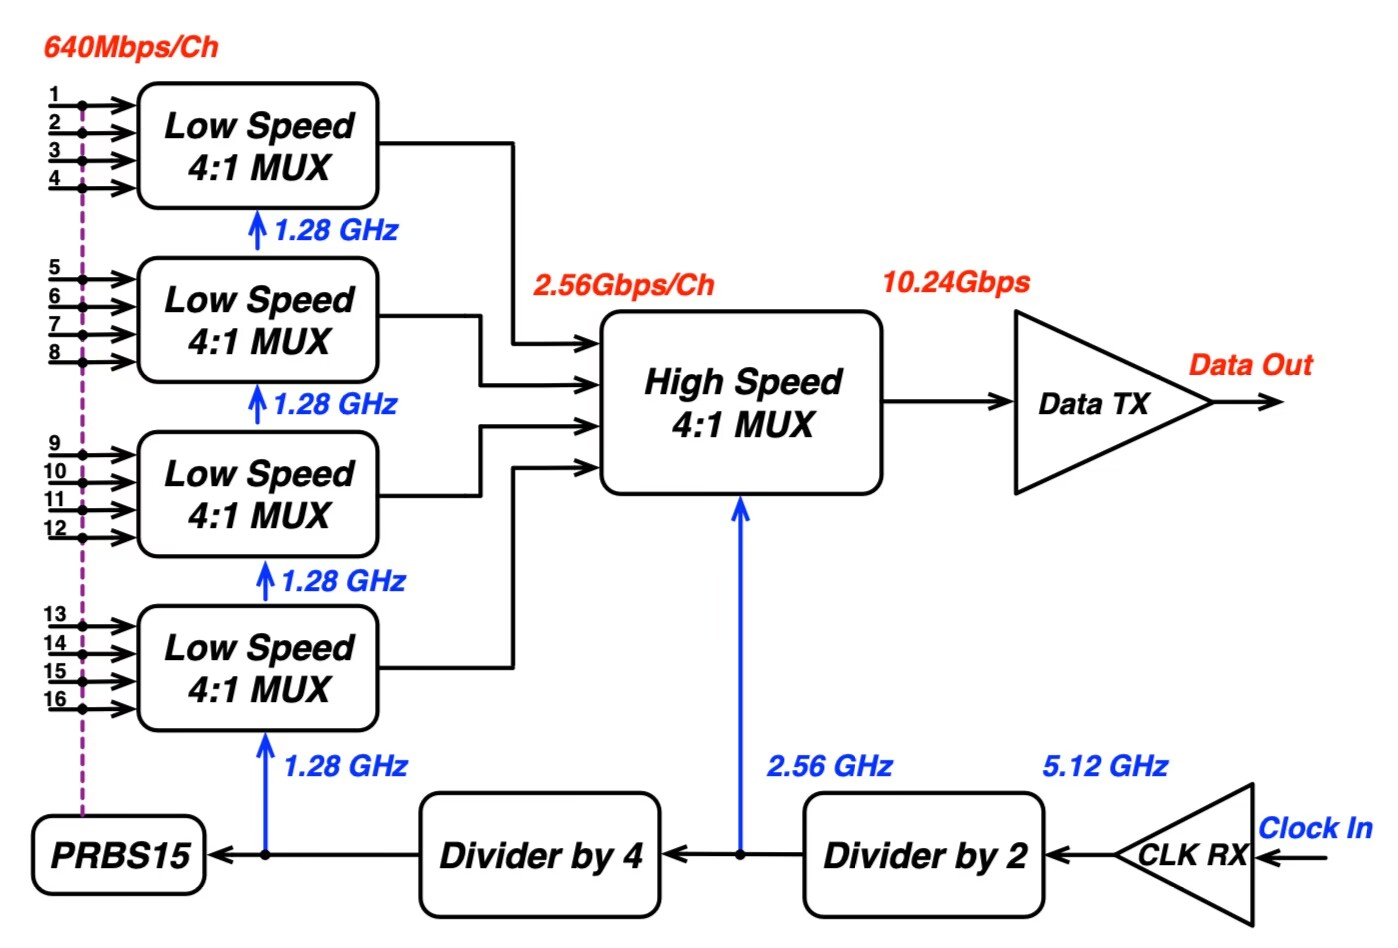 640Mbps/Ch
1
2
3
4
Low Speed
4:1 MUX
1.28 GHz
5
6
7
8
Low Speed
4:1 MUX
1.28 GHz
9
10
11
12
Low Speed
4:1 MUX
1.28 GHz
13
14
15
16
Low Speed
4:1 MUX
1.28 GHz
2.56Gbps/Ch
High Speed
4:1 MUX
10.24Gbps
Data TX
Data Out
2.56 GHz
5.12 GHz
Clock In
PRBS15
Divider by 4
Divider by 2
CLK RX